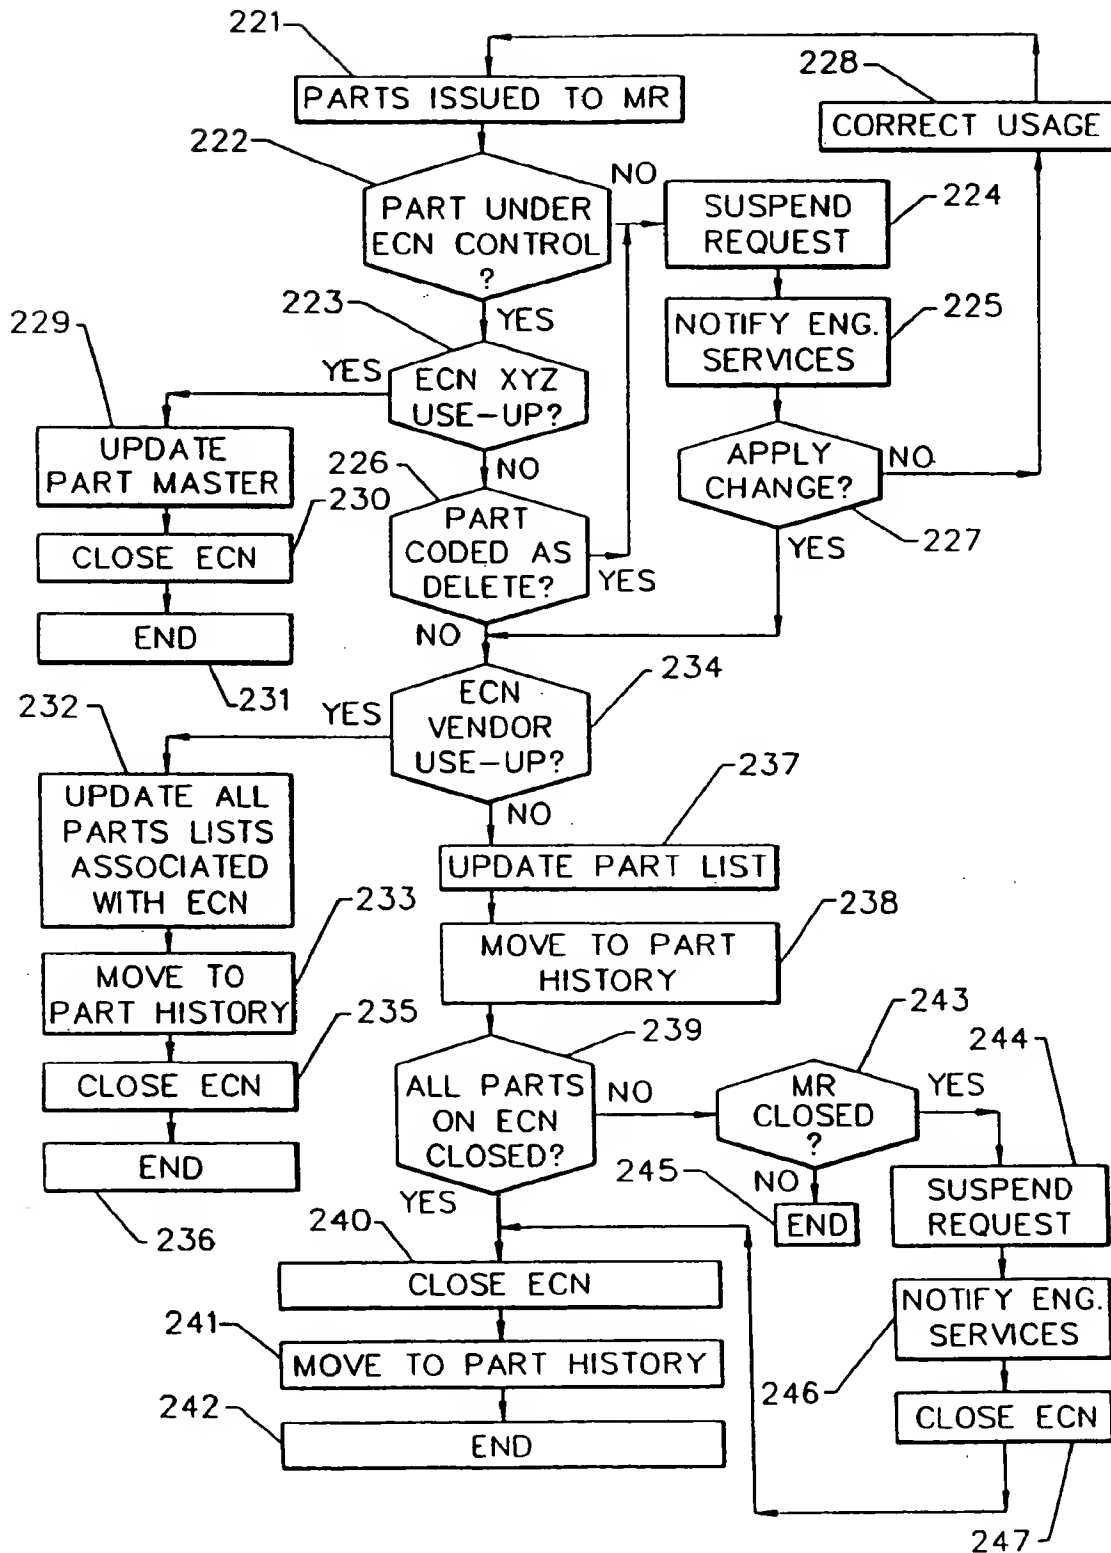 221
PARTS ISSUED TO MR
228
CORRECT USAGE
222
PART UNDER
ECN CONTROL
?
NO
SUSPEND
REQUEST
224
YES
223
ECN XYZ
USE-UP?
YES
NO
NOTIFY ENG.
SERVICES
225
229
UPDATE
PART MASTER
226
PART
CODED AS
DELETE?
YES
NO
APPLY
CHANGE?
NO
YES
227
230
CLOSE ECN
END
231
234
ECN
VENDOR
USE-UP?
YES
NO
232
UPDATE ALL
PARTS LISTS
ASSOCIATED
WITH ECN
237
UPDATE PART LIST
233
MOVE TO
PART HISTORY
238
MOVE TO PART
HISTORY
235
CLOSE ECN
END
236
239
ALL PARTS
ON ECN
CLOSED?
NO
YES
243
MR
CLOSED
?
YES
NO
245
END
244
SUSPEND
REQUEST
240
CLOSE ECN
NOTIFY ENG.
SERVICES
246
241
MOVE TO PART HISTORY
CLOSE ECN
247
242
END